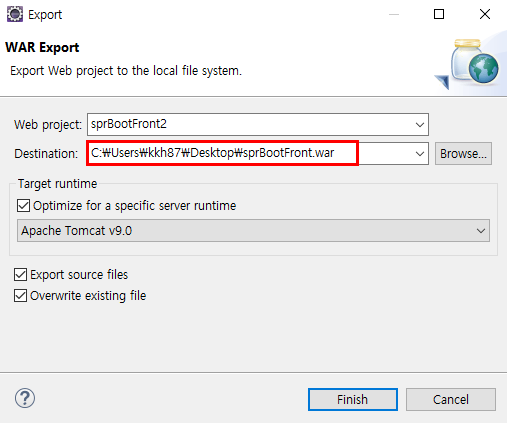 Export
WAR Export
Export Web project to the local file system.
Web project: sprBootFront2
Destination: C:₩Users₩kkh87₩Desktop₩sprBootFront.war Browse...
Target runtime
Optimize for a specific server runtime
Apache Tomcat v9.0
Export source files
Overwrite existing file
? Finish Cancel